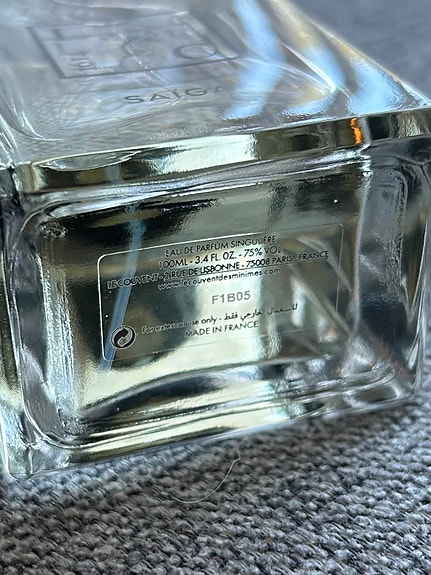 SAÏGA
EAU DE PARFUM SINGULIÈRE
100ML - 3.4 FL. OZ. - 75% VOL
LE COUVENT - 2 RUE DE LISBONNE - 75008 PARIS - FRANCE
www.lecouventdesminimes.com
F1B05
For external use only - للاستعمال خارجي فقط
MADE IN FRANCE